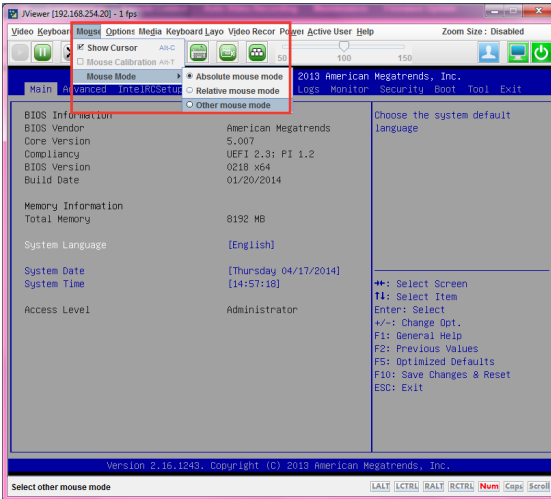 JViewer [192.168.254.20] - 1 fps
Video Keyboar Mouse Options Media Keyboard Layo Video Recor Power Active User Help Zoom Size : Disabled
Show Cursor Alt-C
Mouse Calibration Alt-T
Mouse Mode
Absolute mouse mode
Relative mouse mode
Other mouse mode
50 100 150
2013 American Megatrends, Inc.
Main Advanced IntelRCSetup Logs Monitor Security Boot Tool Exit
BIOS Information
BIOS Vendor American Megatrends
Core Version 5.007
Compliancy UEFI 2.3; PI 1.2
BIOS Version 0218 x64
Build Date 01/20/2014
Memory Information
Total Memory 8192 MB
System Language [English]
System Date [Thursday 04/17/2014]
System Time [14:57:18]
Access Level Administrator
Choose the system default
language
→←: Select Screen
↑↓: Select Item
Enter: Select
+/-: Change Opt.
F1: General Help
F2: Previous Values
F5: Optimized Defaults
F10: Save Changes & Reset
ESC: Exit
Version 2.16.1243. Copyright (C) 2013 American Megatrends, Inc.
Select other mouse mode
LALT LCTRL RALT RCTRL Num Caps Scroll